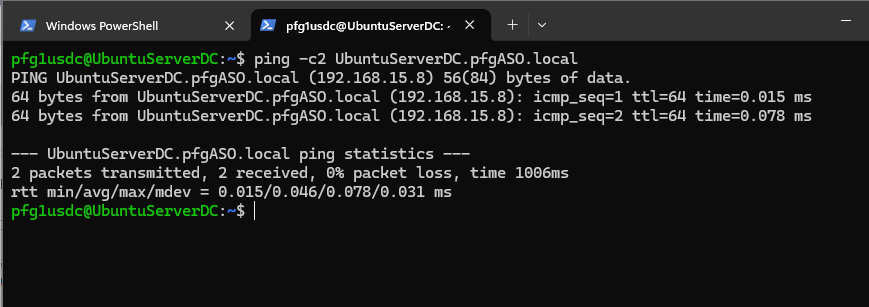 Windows PowerShell
pfg1usdc@UbuntuServerDC: ~
pfg1usdc@UbuntuServerDC:~$ ping -c2 UbuntuServerDC.pfgASO.local
PING UbuntuServerDC.pfgASO.local (192.168.15.8) 56(84) bytes of data.
64 bytes from UbuntuServerDC.pfgASO.local (192.168.15.8): icmp_seq=1 ttl=64 time=0.015 ms
64 bytes from UbuntuServerDC.pfgASO.local (192.168.15.8): icmp_seq=2 ttl=64 time=0.078 ms
--- UbuntuServerDC.pfgASO.local ping statistics ---
2 packets transmitted, 2 received, 0% packet loss, time 1006ms
rtt min/avg/max/mdev = 0.015/0.046/0.078/0.031 ms
pfg1usdc@UbuntuServerDC:~$